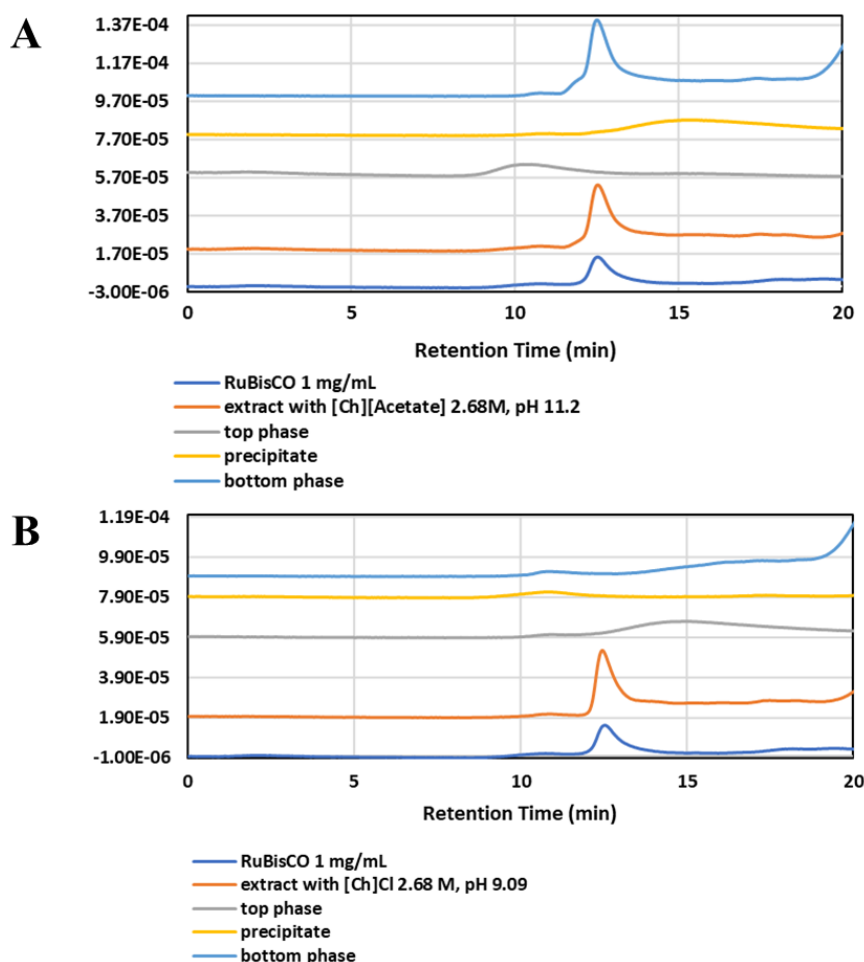 A
1.37E-04
1.17E-04
9.70E-05
7.70E-05
5.70E-05
3.70E-05
1.70E-05
-3.00E-06
0 5 10 15 20
Retention Time (min)
RuBisCO 1 mg/mL
extract with [Ch][Acetate] 2.68M, pH 11.2
top phase
precipitate
bottom phase
B
1.19E-04
9.90E-05
7.90E-05
5.90E-05
3.90E-05
1.90E-05
-1.00E-06
0 5 10 15 20
Retention Time (min)
RuBisCO 1 mg/mL
extract with [Ch]Cl 2.68 M, pH 9.09
top phase
precipitate
bottom phase